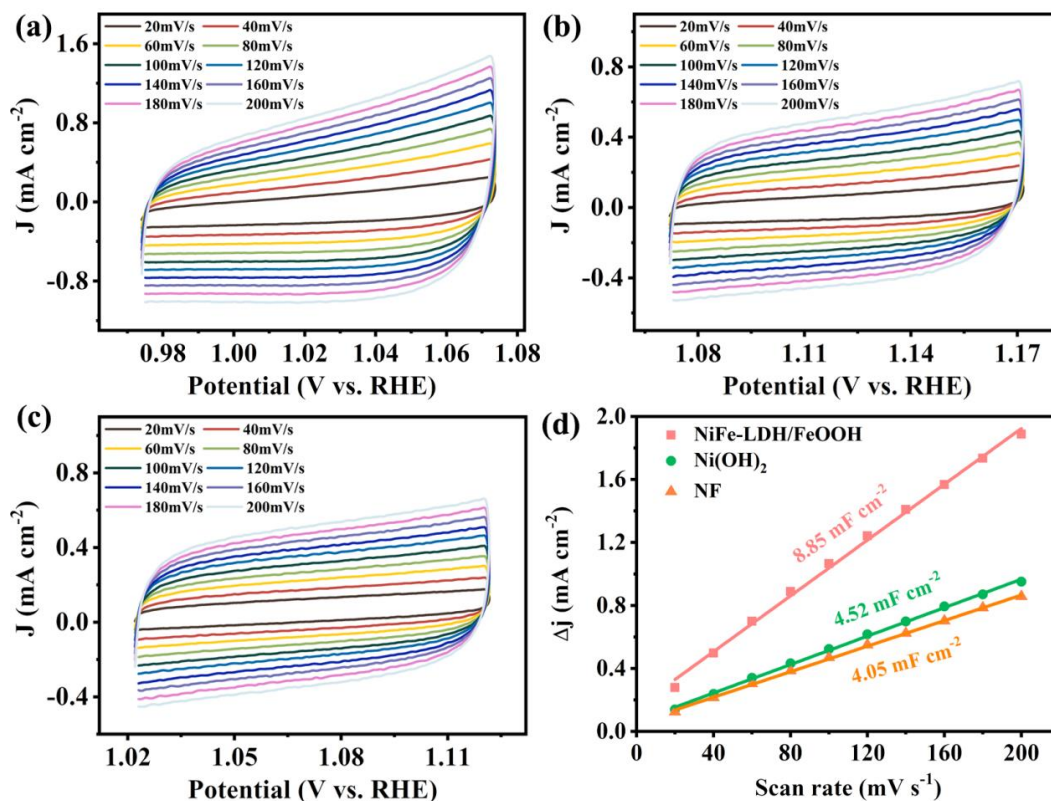 (a)
20mV/s 40mV/s
60mV/s 80mV/s
100mV/s 120mV/s
140mV/s 160mV/s
180mV/s 200mV/s
1.6
0.8
0.0
-0.8
J (mA cm⁻²)
0.98 1.00 1.02 1.04 1.06 1.08
Potential (V vs. RHE)
(b)
20mV/s 40mV/s
60mV/s 80mV/s
100mV/s 120mV/s
140mV/s 160mV/s
180mV/s 200mV/s
0.8
0.4
0.0
-0.4
J (mA cm⁻²)
1.08 1.11 1.14 1.17
Potential (V vs. RHE)
(c)
20mV/s 40mV/s
60mV/s 80mV/s
100mV/s 120mV/s
140mV/s 160mV/s
180mV/s 200mV/s
0.8
0.4
0.0
-0.4
J (mA cm⁻²)
1.02 1.05 1.08 1.11
Potential (V vs. RHE)
(d)
NiFe-LDH/FeOOH
Ni(OH)₂
NF
8.85 mF cm⁻²
4.52 mF cm⁻²
4.05 mF cm⁻²
2.0
1.6
1.2
0.8
0.4
0.0
Δj (mA cm⁻²)
40 80 120 160 200
Scan rate (mV s⁻¹)